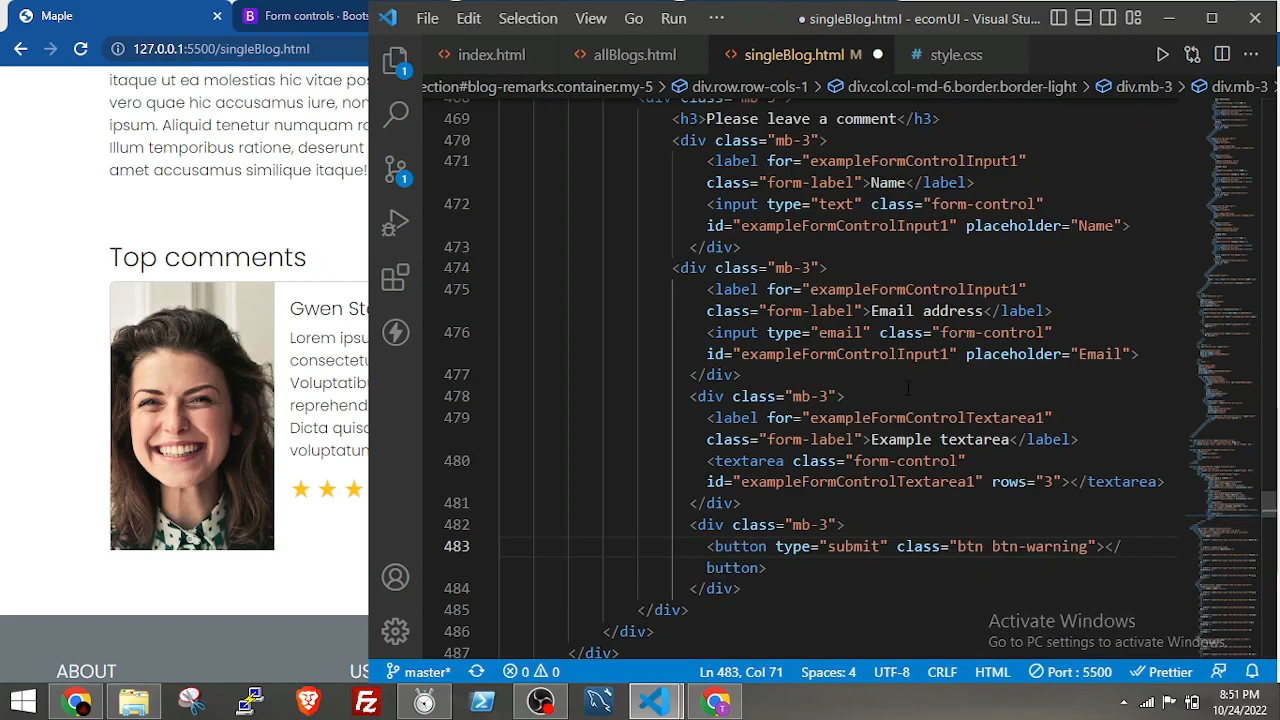 Maple
Form controls · Boots
File Edit Selection View Go Run ···
singleBlog.html - ecomUI - Visual Stu...
127.0.0.1:5500/singleBlog.html
index.html
allBlogs.html
singleBlog.html M
style.css
ection#blog-remarks.container.my-5 > div.row.row-col-1 > div.col.col-md-6.border.border-light > div.mb-3 > div.mb-3 >
itaque ut ea molestias hic vitae pos
vero quae hic accusamus iure, non
ipsum. Aliquid tenetur numquam a
Illum temporibus ratione, deserunt
amet accusamus similique itaque!
Top comments
Gwen Sta
Lorem ipsu
consectetu
Voluptatib
reprehend
Dicta quisq
voluptatum
ABOUT
US
<h3>Please leave a comment</h3>
<div class="mb-3">
471 <label for="exampleFormControlInput1"
class="form-label">Name</label>
472 <input type="text" class="form-control"
id="exampleFormControlInput1" placeholder="Name">
473 </div>
<div class="mb-3">
475 <label for="exampleFormControlInput1"
class="form-label">Email address</label>
476 <input type="email" class="form-control"
id="exampleFormControlInput1" placeholder="Email">
477 </div>
478 <div class="mb-3">
479 <label for="exampleFormControlTextarea1"
class="form-label">Example textarea</label>
480 <textarea class="form-control"
id="exampleFormControlTextarea1" rows="3"></textarea>
481 </div>
482 <div class="mb-3">
483 <button type="submit" class="btn btn-warning"></
button>
484 </div>
485 </div>
486 </div>
487 </div>
Activate Windows
Go to PC settings to activate Windows.
master* 0 0 Ln 483, Col 71 Spaces: 4 UTF-8 CRLF HTML Port : 5500 Prettier
8:51 PM
10/24/2022